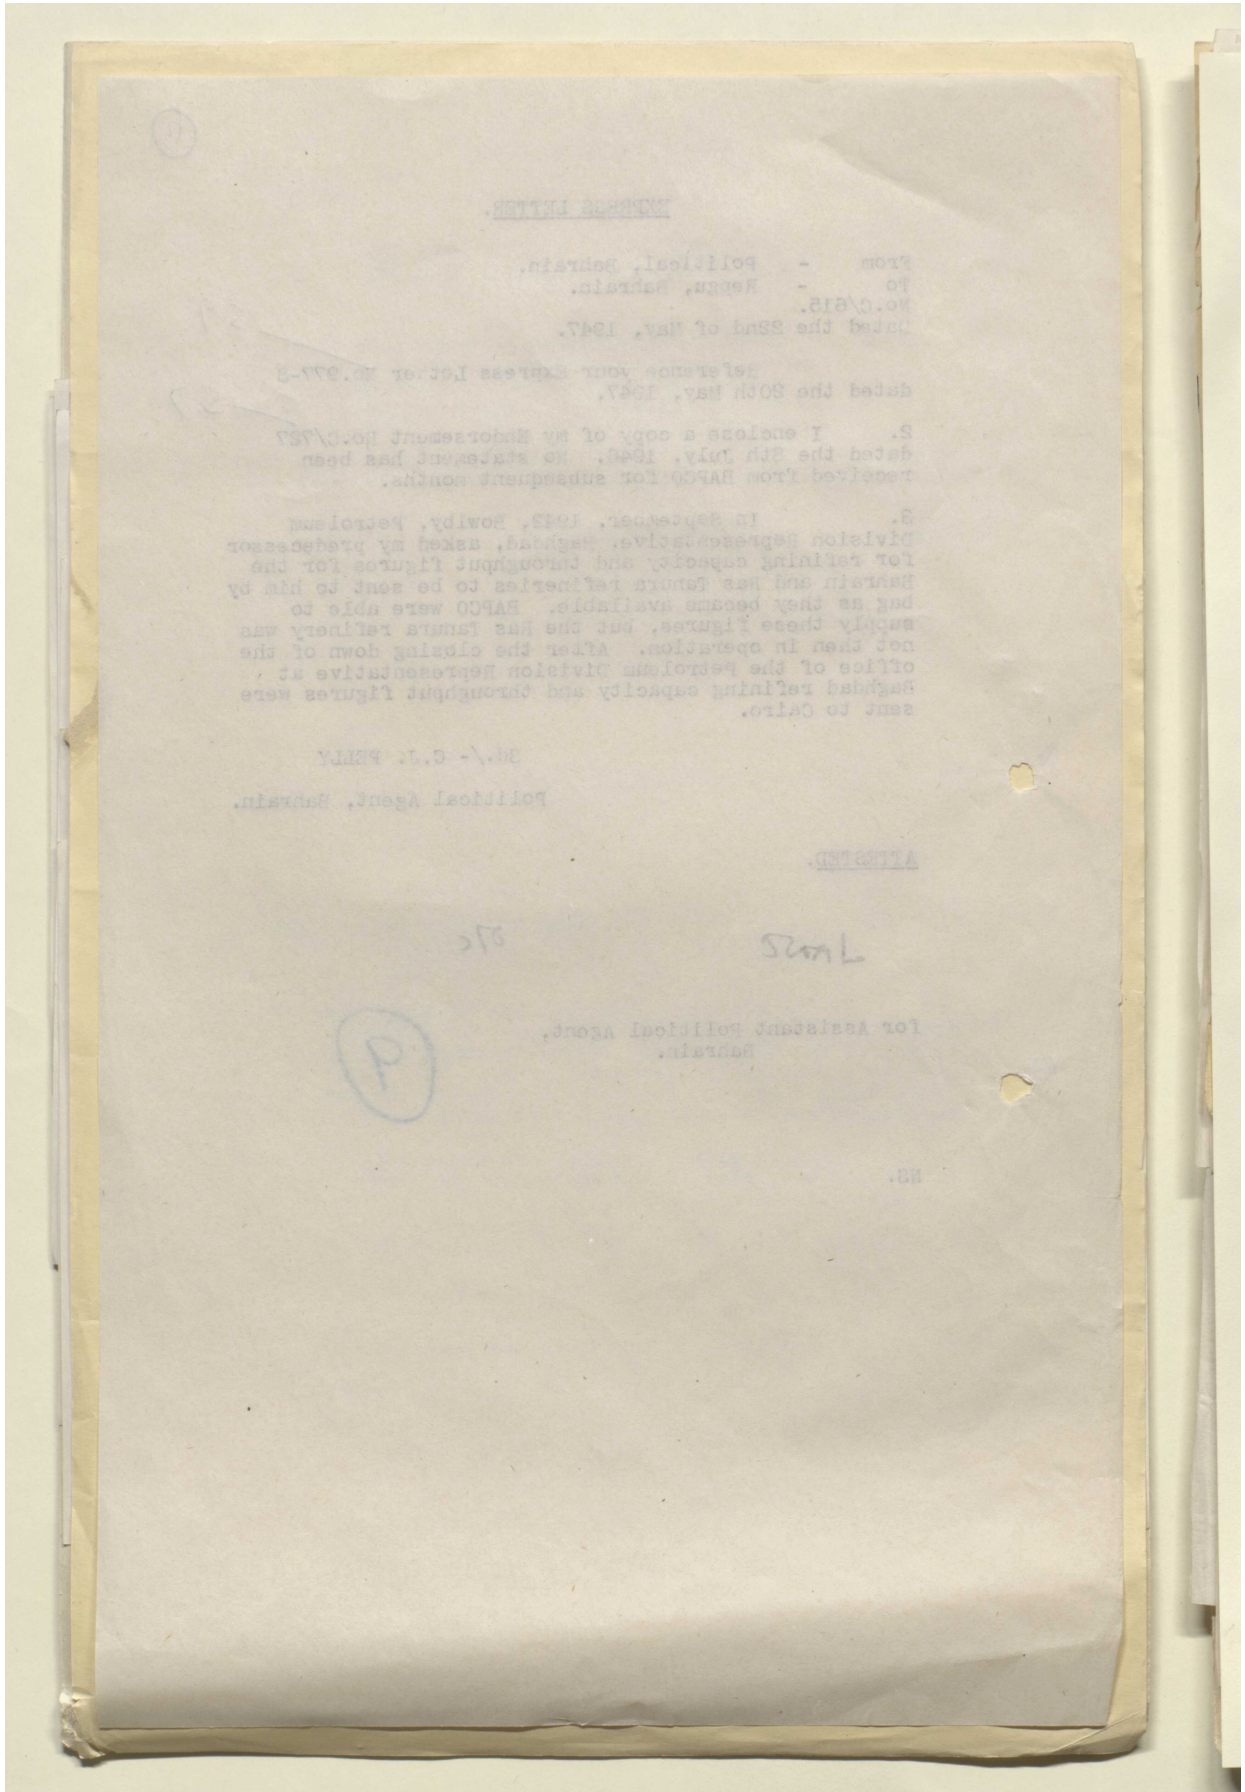 EXPRESS LETTER.
From - Political, Bahrain.
To - Repgu, Bahrain.
No.C/615.
Dated the 22nd of May, 1947.
Reference your Express Letter No.977-S
dated the 20th May, 1947.
2. I enclose a copy of my Endorsement No.C/727
dated the 8th July, 1946. No statement has been
received from BAPCO for subsequent months.
3. In September, 1943, Rowlby, Petroleum
Division Representative, Baghdad, asked my predecessor
for refining capacity and throughput figures for the
Bahrain and Ras Tanura refineries to be sent to him by
bag as they became available. BAPCO were able to
supply these figures, but the Ras Tanura refinery was
not then in operation. After the closing down of the
office of the Petroleum Division Representative at
Baghdad refining capacity and throughput figures were
sent to Cairo.
Sd./- C.J. PELLY
Political Agent, Bahrain.
ATTESTED.
for Assistant Political Agent,
Bahrain.
9
NS.